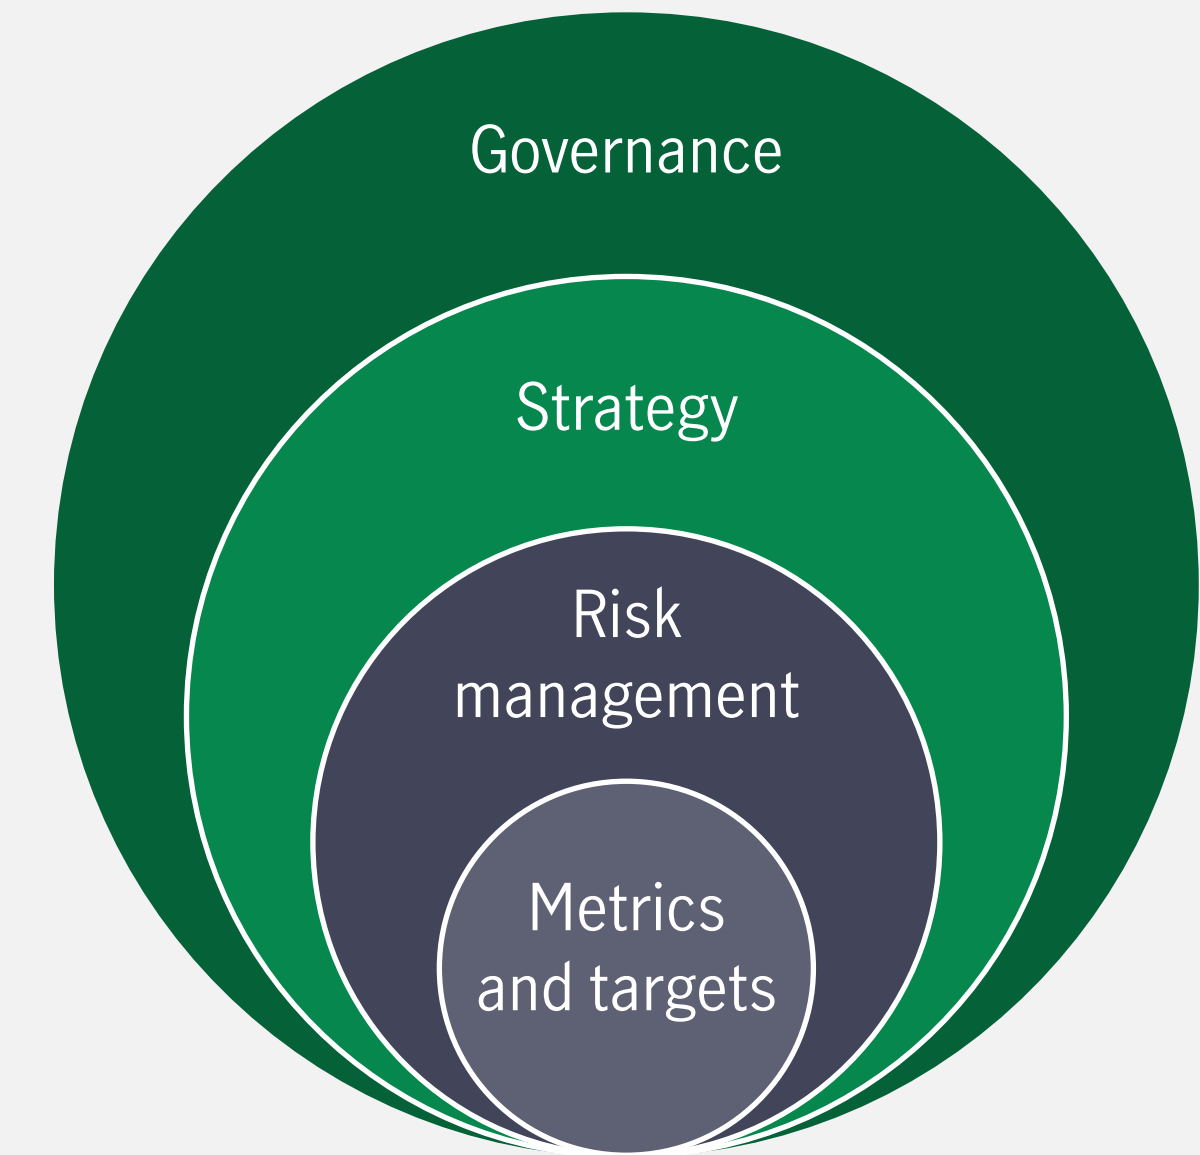 Governance
Strategy
Risk
management
Metrics
and targets